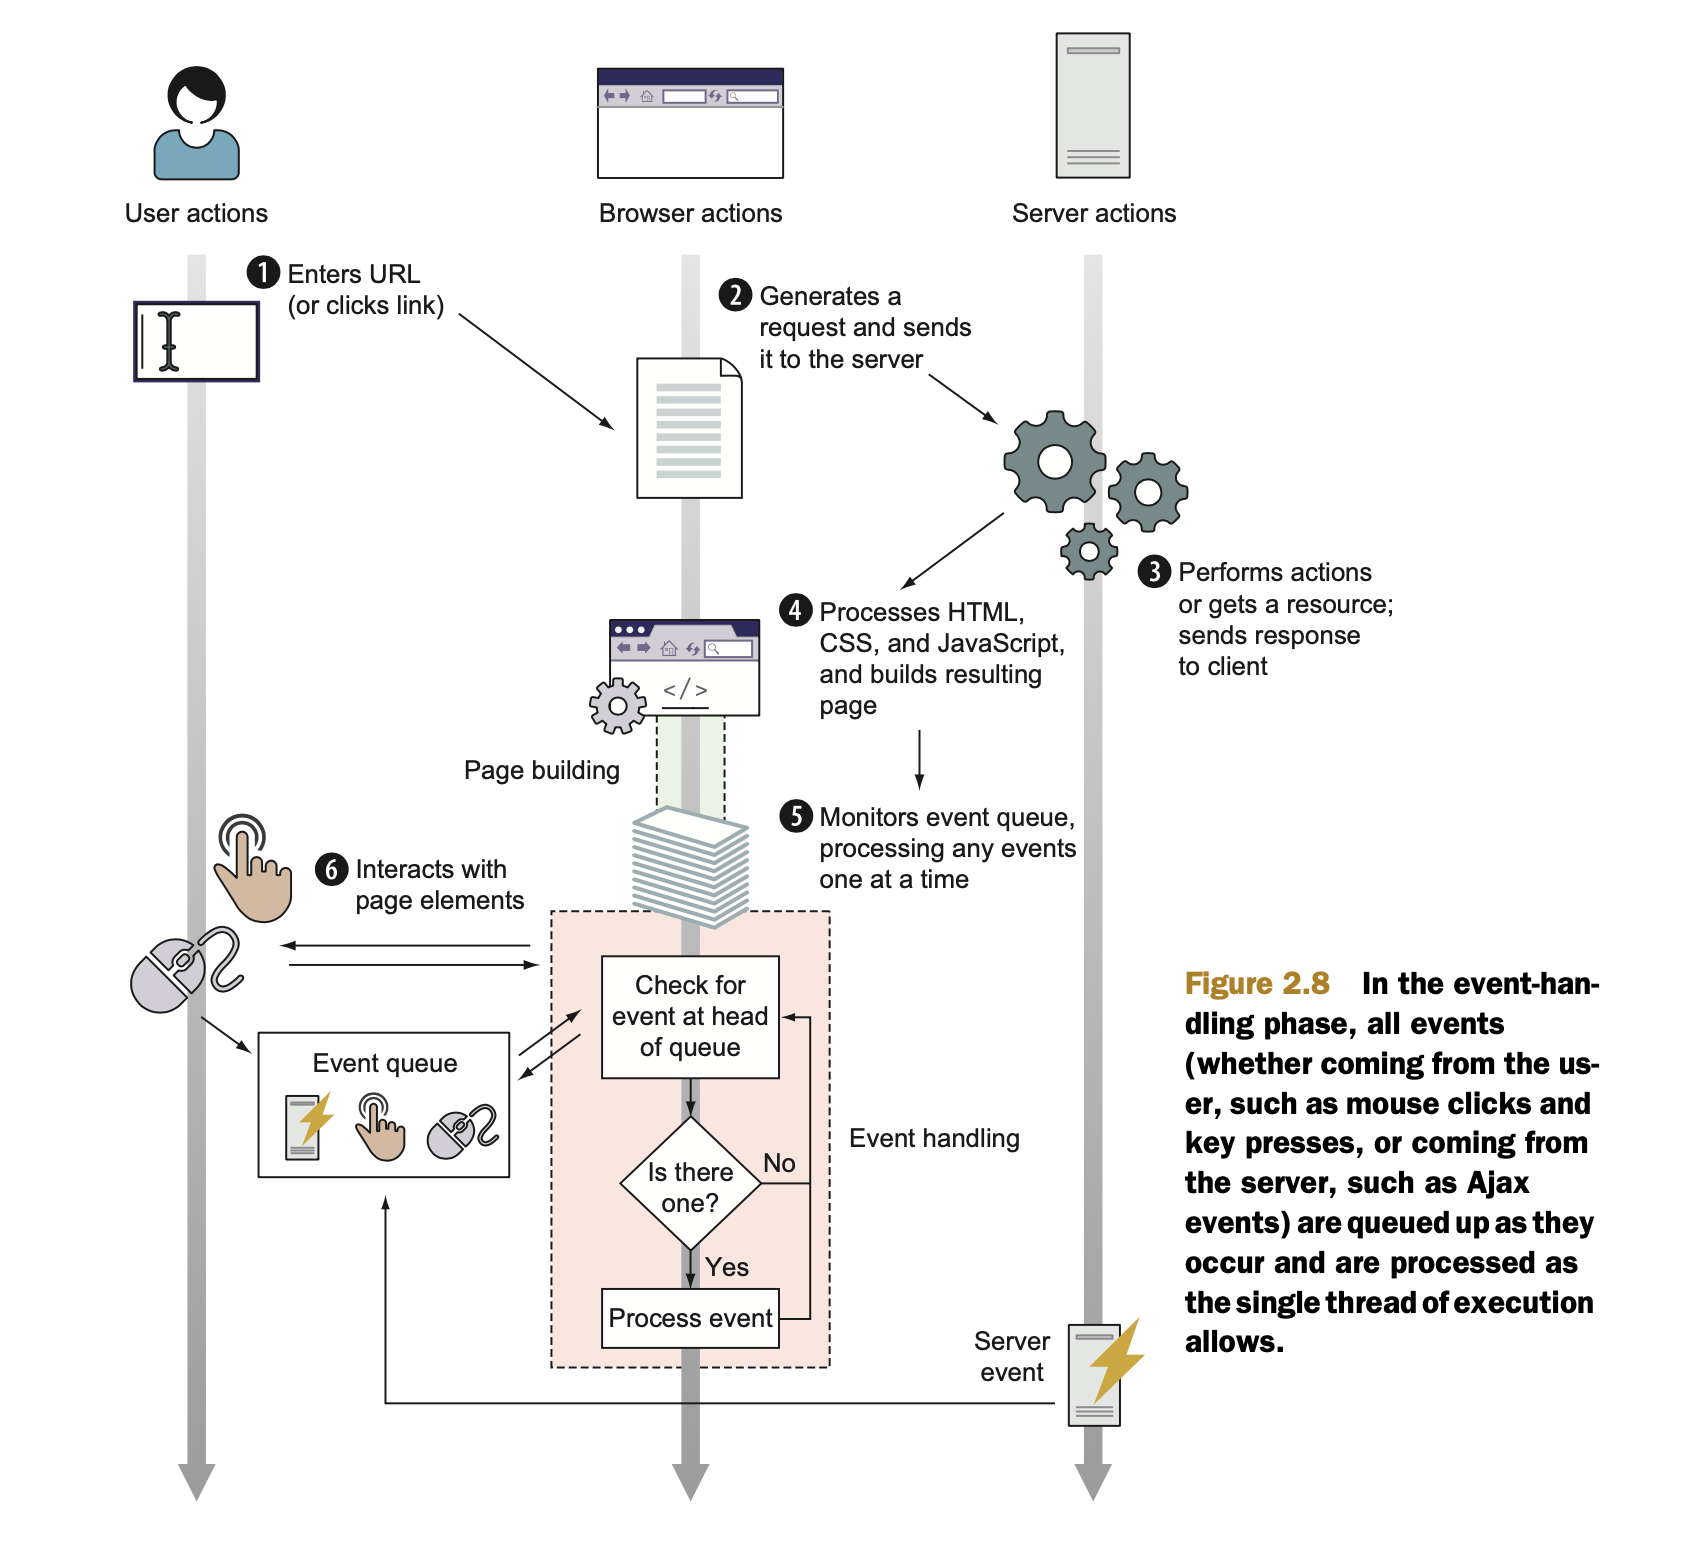 User actions
Browser actions
Server actions
1 Enters URL
(or clicks link)
2 Generates a
request and sends
it to the server
3 Performs actions
or gets a resource;
sends response
to client
4 Processes HTML,
CSS, and JavaScript,
and builds resulting
page
</>
Page building
5 Monitors event queue,
processing any events
one at a time
6 Interacts with
page elements
Check for
event at head
of queue
Event queue
Is there
one?
No
Yes
Process event
Event handling
Server
event
Figure 2.8 In the event-han-
dling phase, all events
(whether coming from the us-
er, such as mouse clicks and
key presses, or coming from
the server, such as Ajax
events) are queued up as they
occur and are processed as
the single thread of execution
allows.